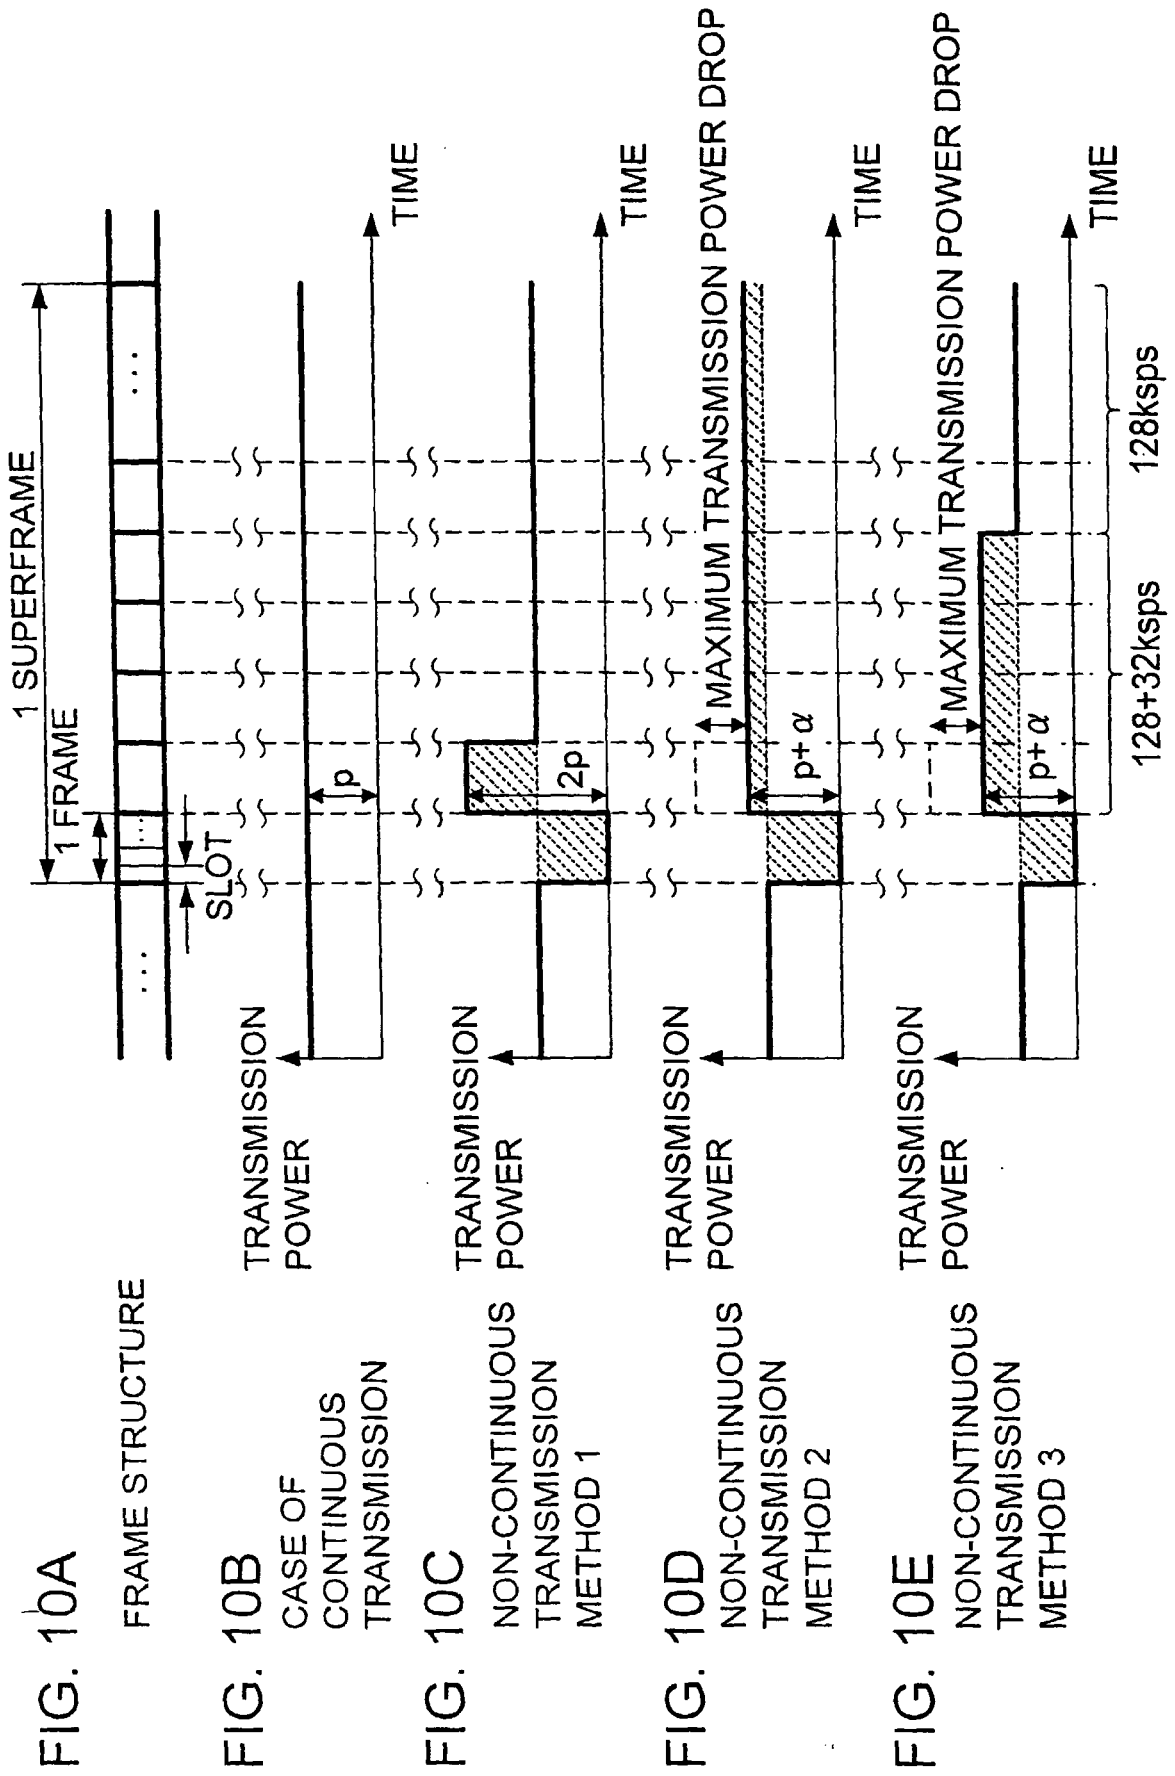 FIG. 10A
FRAME STRUCTURE
1 SUPERFRAME
1 FRAME
SLOT
...
...
...
FIG. 10B
CASE OF
CONTINUOUS
TRANSMISSION
TRANSMISSION
POWER
p
TIME
FIG. 10C
NON-CONTINUOUS
TRANSMISSION
METHOD 1
TRANSMISSION
POWER
2p
TIME
FIG. 10D
NON-CONTINUOUS
TRANSMISSION
METHOD 2
TRANSMISSION
POWER
p+α
MAXIMUM TRANSMISSION POWER DROP
TIME
FIG. 10E
NON-CONTINUOUS
TRANSMISSION
METHOD 3
TRANSMISSION
POWER
p+α
MAXIMUM TRANSMISSION POWER DROP
TIME
128+32ksps
128ksps